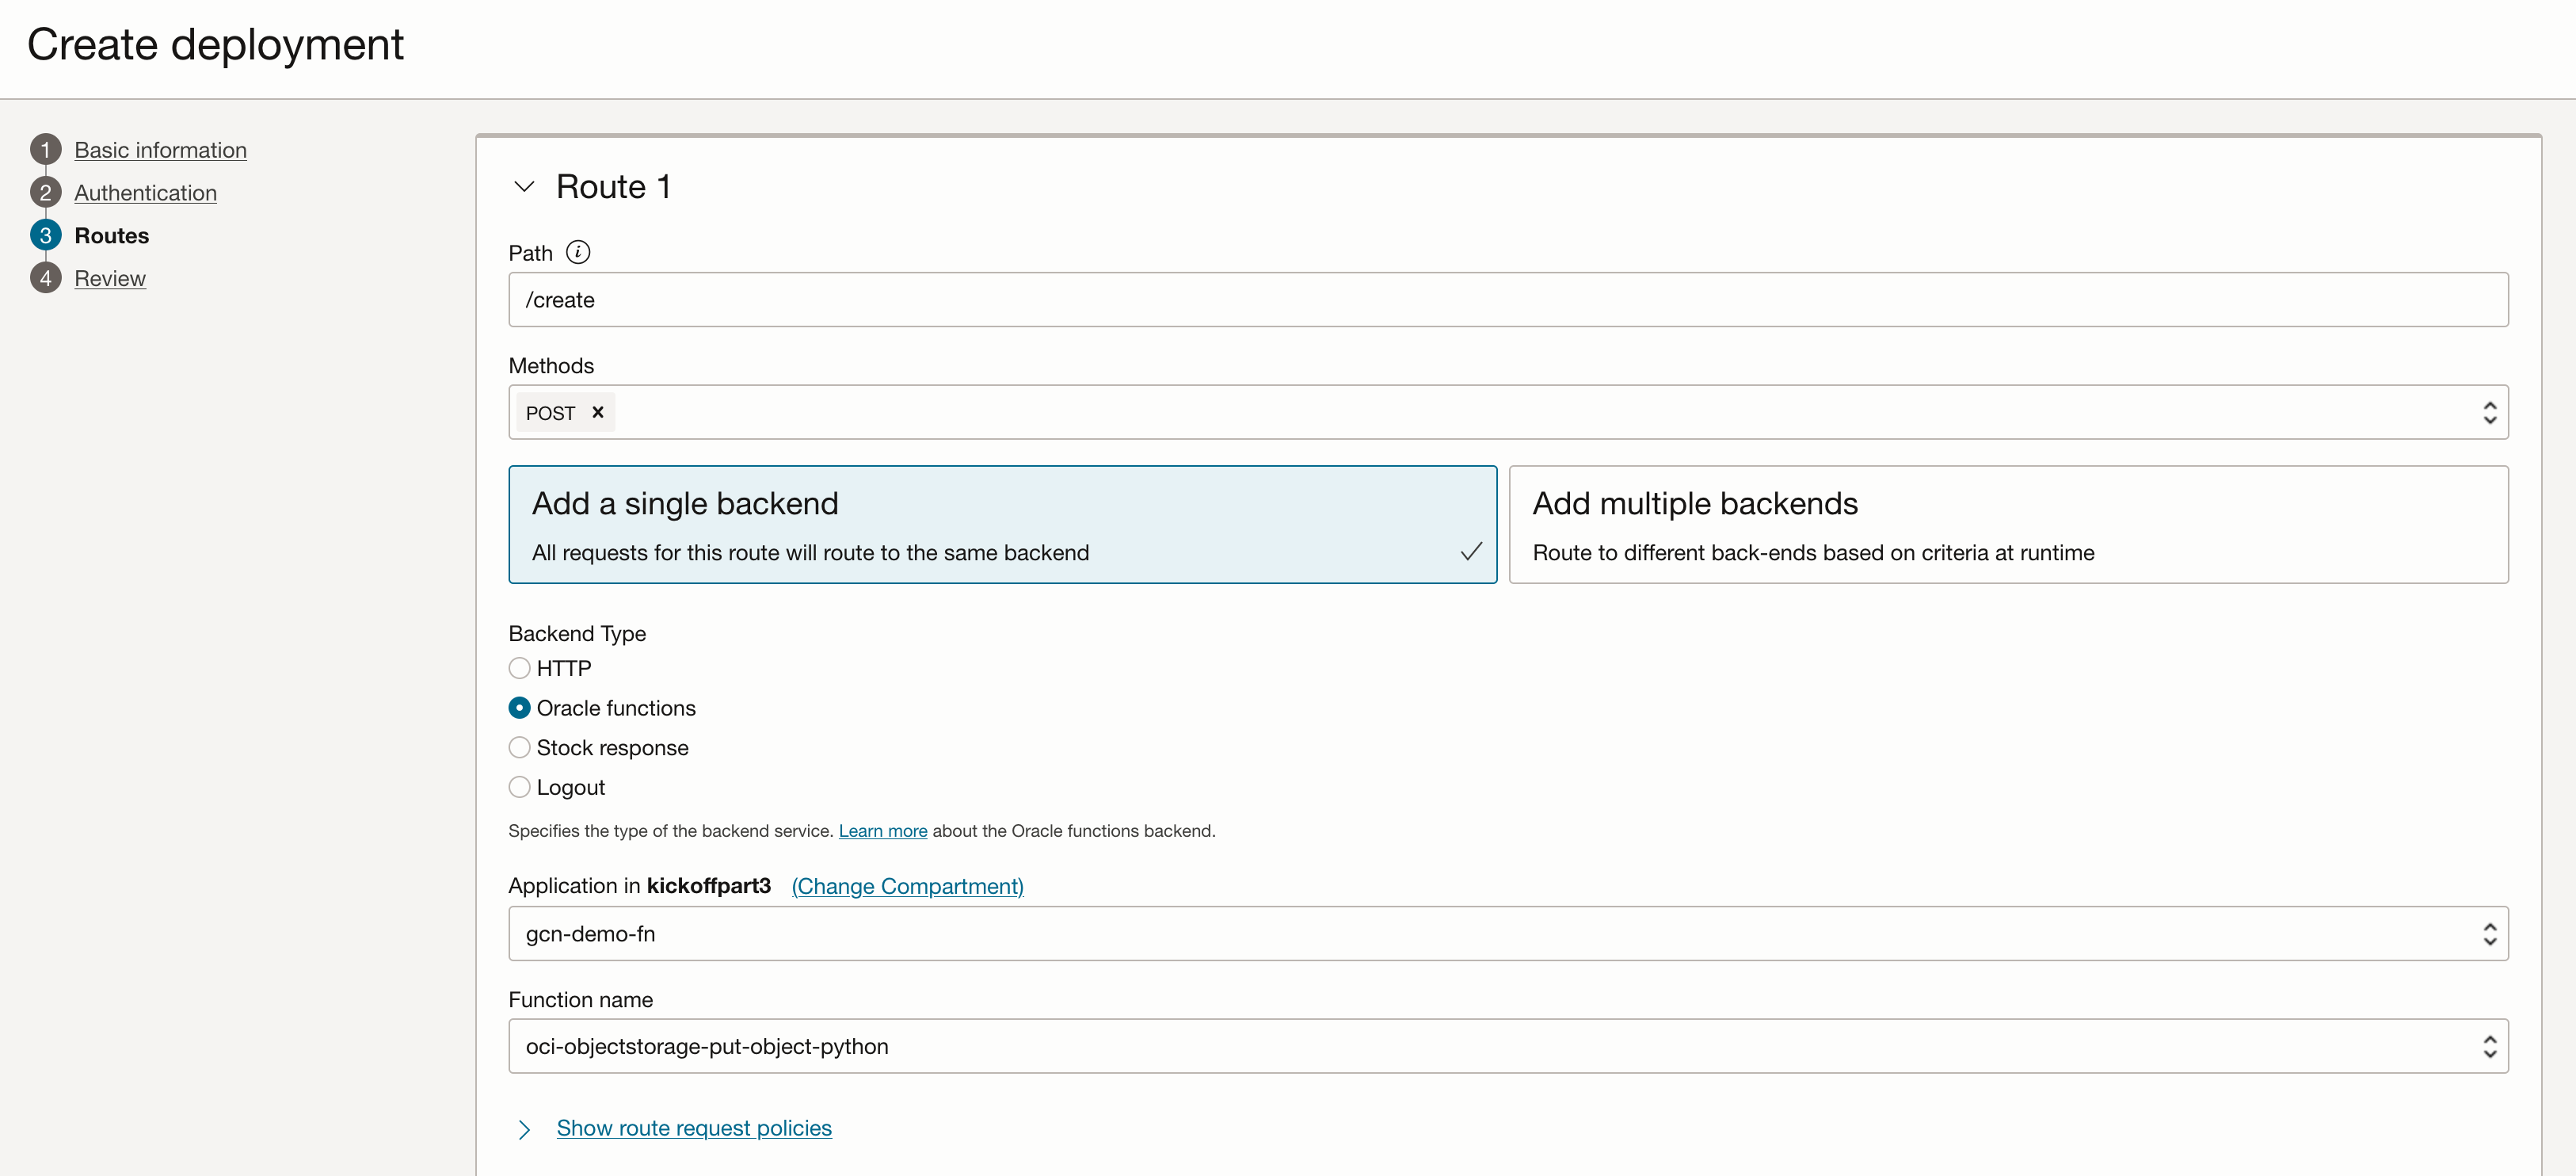 Create deployment
1 Basic information
2 Authentication
3 Routes
4 Review
Route 1
Path i
/create
Methods
POST ×
Add a single backend
All requests for this route will route to the same backend
Add multiple backends
Route to different back-ends based on criteria at runtime
Backend Type
HTTP
Oracle functions
Stock response
Logout
Specifies the type of the backend service. Learn more about the Oracle functions backend.
Application in kickoffpart3 (Change Compartment)
gcn-demo-fn
Function name
oci-objectstorage-put-object-python
Show route request policies